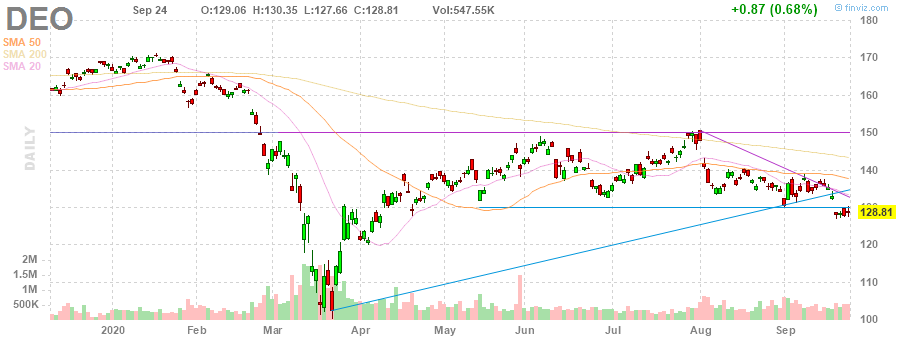 DEO
Sep 24 O:129.06 H:130.35 L:127.66 C:128.81 Vol:547.55K
+0.87 (0.68%)
© finviz.com
SMA 50
SMA 200
SMA 20
DAILY
180
170
160
150
140
130
128.81
120
110
100
2M
1.5M
1M
500K
2020 Feb Mar Apr May Jun Jul Aug Sep